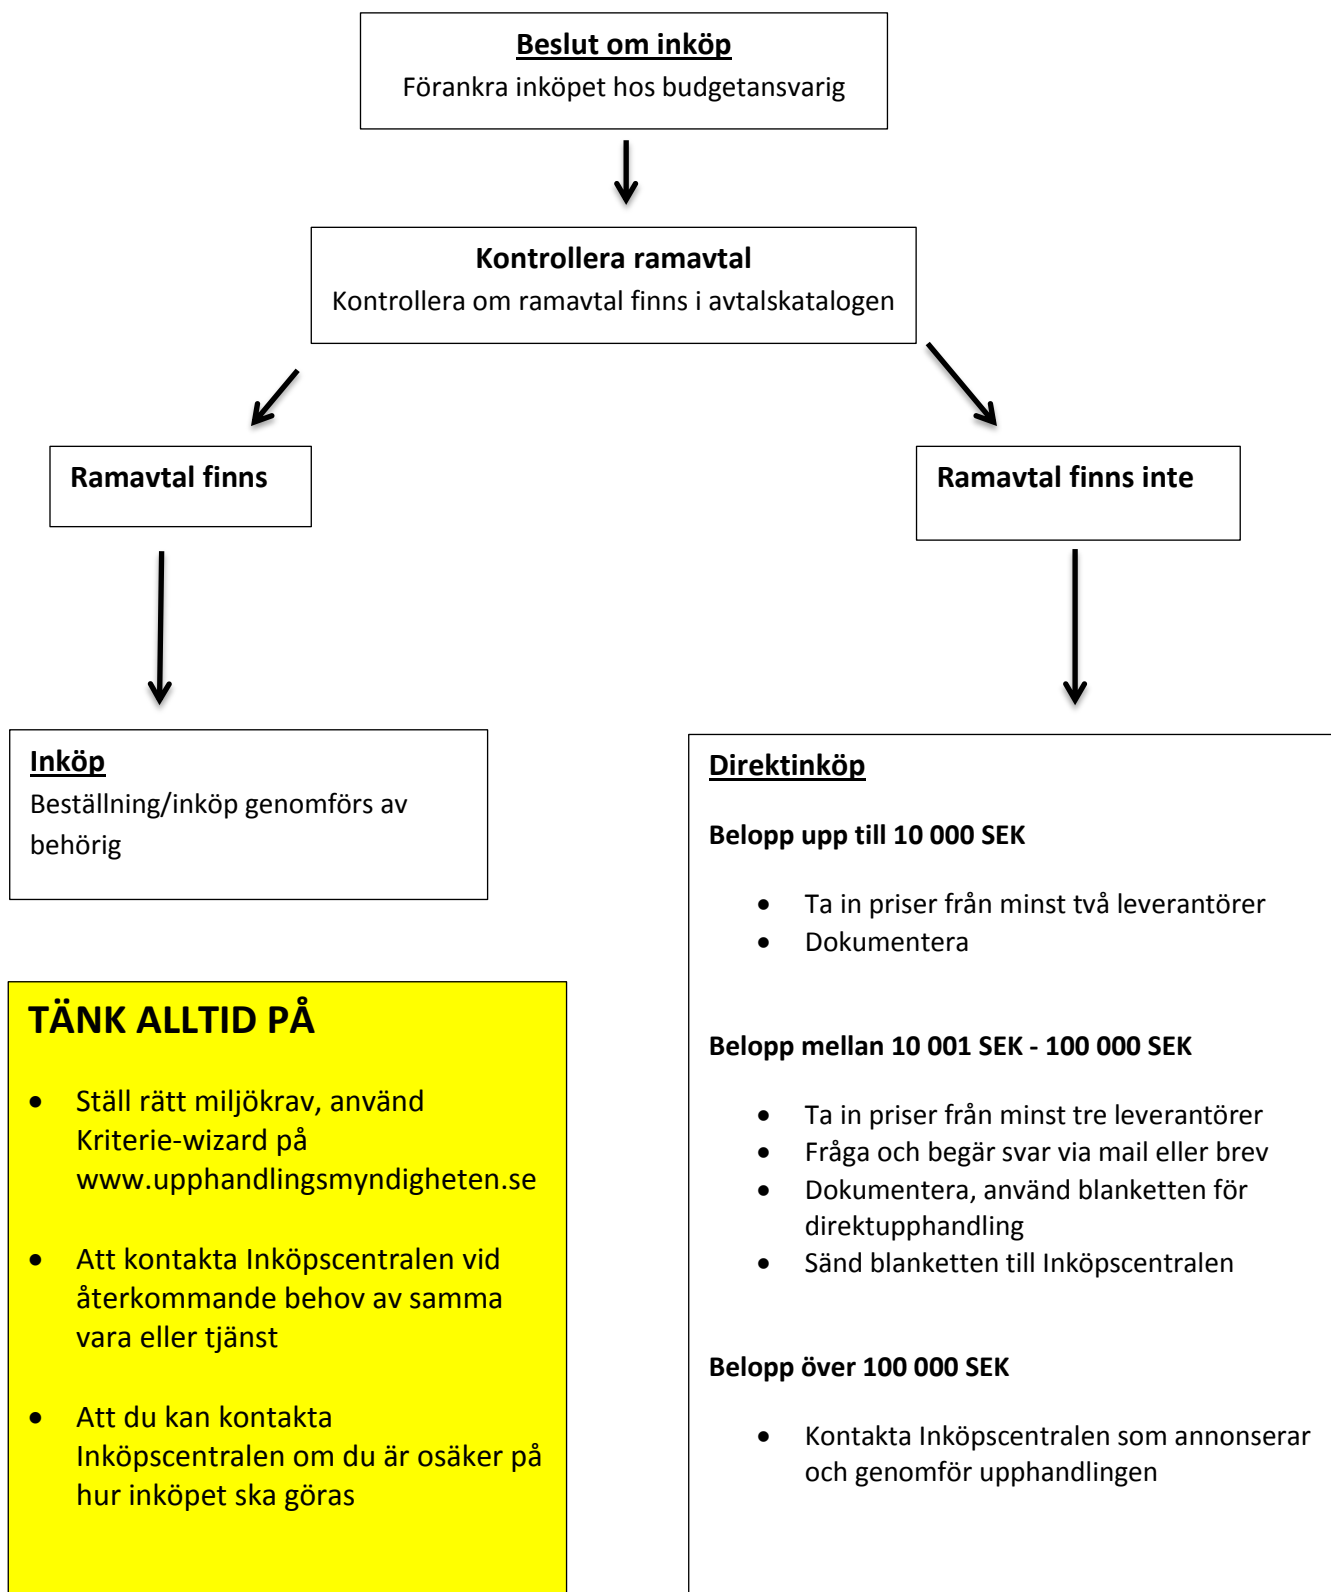 Beslut om inköp
Förankra inköpet hos budgetansvarig
Kontrollera ramavtal
Kontrollera om ramavtal finns i avtalskatalogen
Ramavtal finns
Ramavtal finns inte
Inköp
Beställning/inköp genomförs av
behörig
TÄNK ALLTID PÅ
• Ställ rätt miljökrav, använd
Kriterie-wizard på
www.upphandlingsmyndigheten.se
• Att kontakta Inköpscentralen vid
återkommande behov av samma
vara eller tjänst
• Att du kan kontakta
Inköpscentralen om du är osäker på
hur inköpet ska göras
Direktinköp
Belopp upp till 10 000 SEK
• Ta in priser från minst två leverantörer
• Dokumentera
Belopp mellan 10 001 SEK - 100 000 SEK
• Ta in priser från minst tre leverantörer
• Fråga och begär svar via mail eller brev
• Dokumentera, använd blanketten för
direktupphandling
• Sänd blanketten till Inköpscentralen
Belopp över 100 000 SEK
• Kontakta Inköpscentralen som annonserar
och genomför upphandlingen